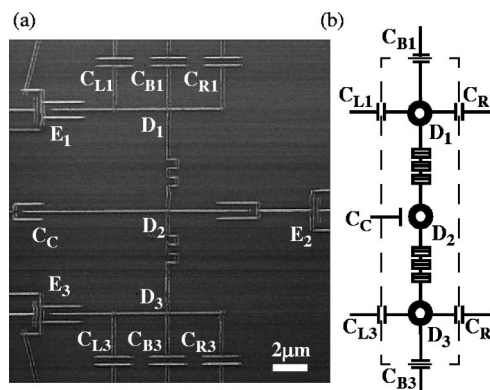 (a)
(b)
C_L1 C_B1 C_R1
E_1
D_1
D_2
C_C
E_2
E_3
D_3
C_L3 C_B3 C_R3
2μm
C_B1
C_L1 C_R
D_1
C_C
D_2
C_L3 C_R
D_3
C_B3